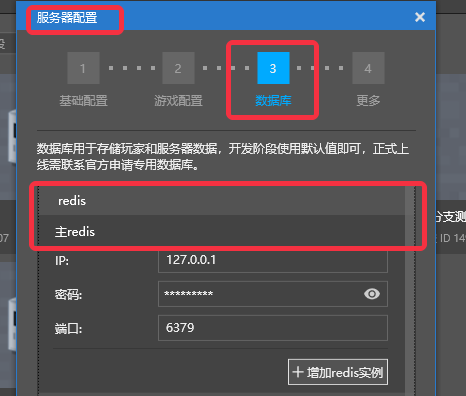 服务器配置
没
1
2
3
4
基础配置
游戏配置
数据库
更多
数据库用于存储玩家和服务器数据，开发阶段使用默认值即可，正式上
线需联系官方申请专用数据库。
redis
分支测
主redis
07
ID 149
IP:
127.0.0.1
密码:
*********
端口:
6379
+增加redis实例